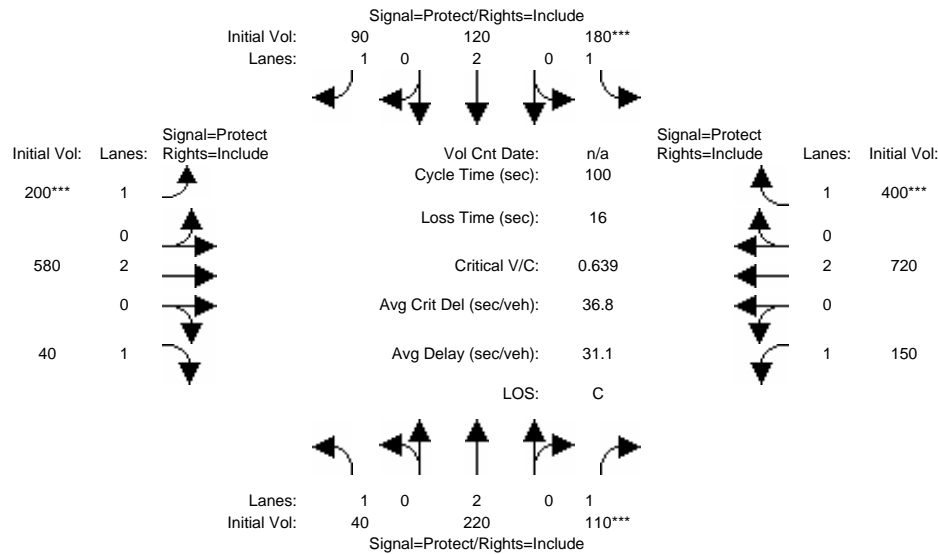 Signal=Protect/Rights=Include
Initial Vol: 90 120 180***
Lanes: 1 0 2 0 1
Signal=Protect Signal=Protect
Initial Vol: Lanes: Rights=Include Vol Cnt Date: n/a Rights=Include Lanes: Initial Vol:
Cycle Time (sec): 100
200*** 1 1 400***
Loss Time (sec): 16
0 0
580 2 Critical V/C: 0.639 2 720
0 Avg Crit Del (sec/veh): 36.8 0
40 1 Avg Delay (sec/veh): 31.1 1 150
LOS: C
Lanes: 1 0 2 0 1
Initial Vol: 40 220 110***
Signal=Protect/Rights=Include